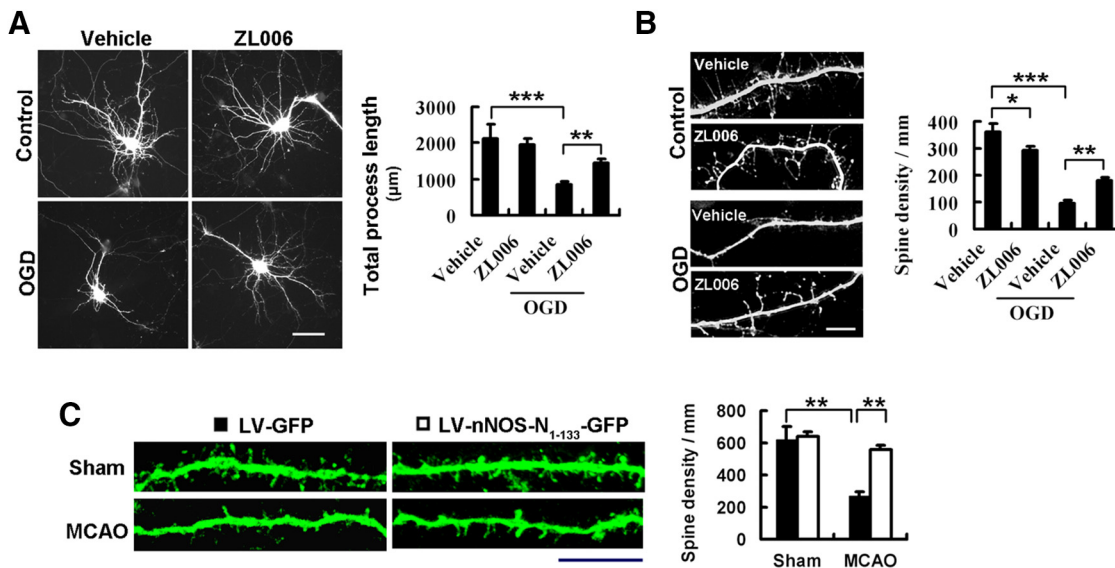 A
Vehicle ZL006
Control
OGD
Total process length
(µm)
3000
2000
1000
0
***
**
Vehicle ZL006 Vehicle ZL006
OGD
B
Control
OGD
Vehicle
ZL006
Vehicle
ZL006
Spine density / mm
400
300
200
100
0
***
*
**
Vehicle ZL006 Vehicle ZL006
OGD
C
LV-GFP LV-nNOS-N1-133-GFP
Sham
MCAO
Spine density / mm
800
600
400
200
0
** **
Sham MCAO